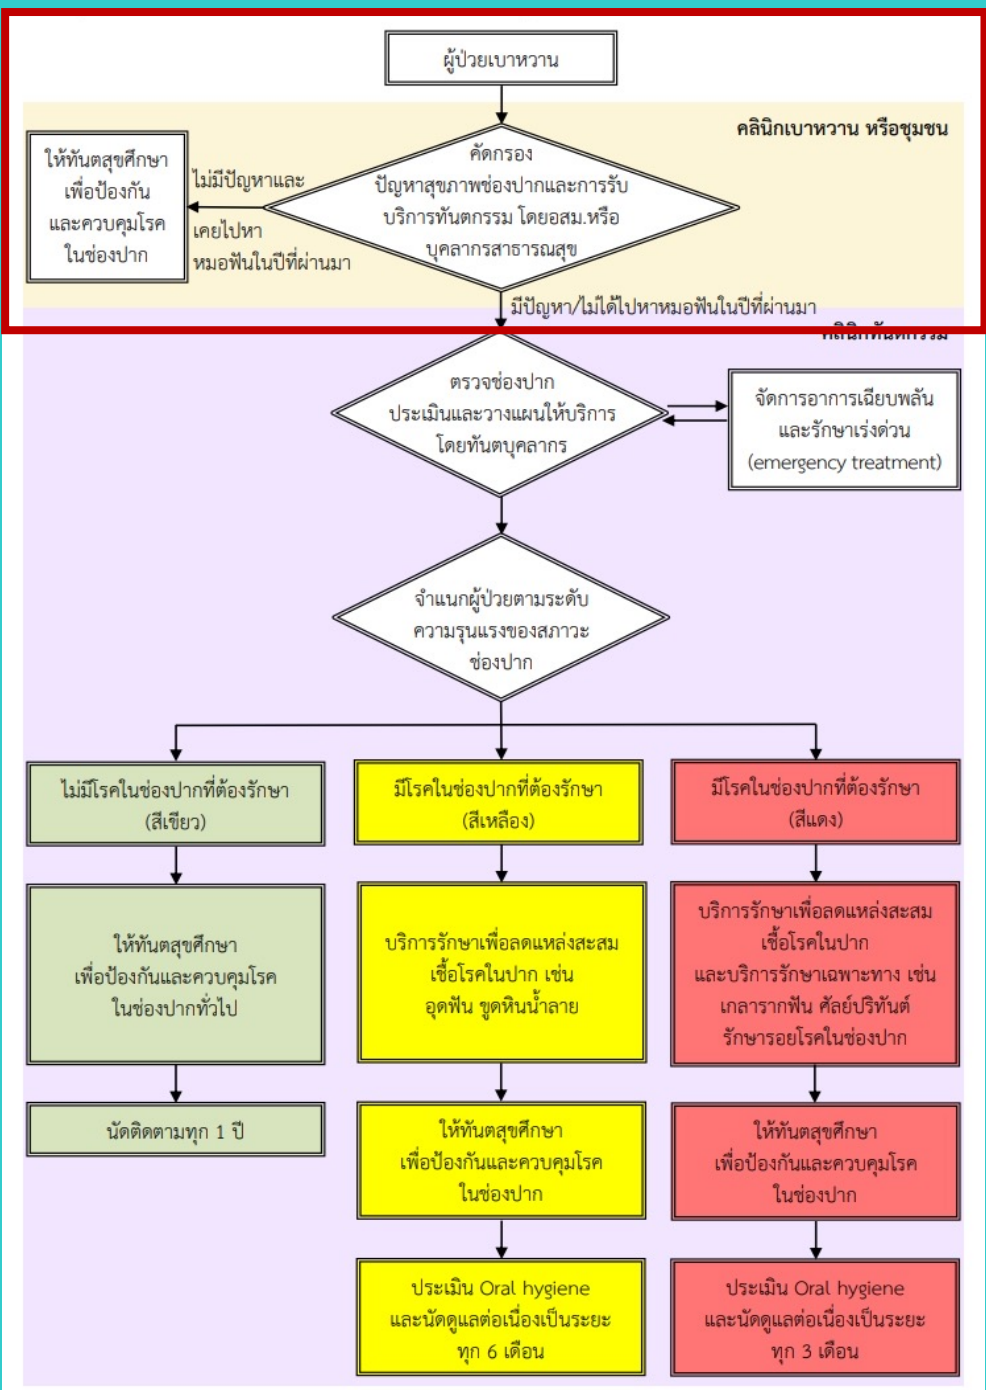 ผู้ป่วยเบาหวาน
คลินิกเบาหวาน หรือชุมชน
คัดกรอง
ปัญหาสุขภาพช่องปากและการรับ
บริการทันตกรรม โดยอสม.หรือ
บุคลากรสาธารณสุข
ไม่มีปัญหาและ
เคยไปหา
หมอฟันในปีที่ผ่านมา
ให้ทันตสุขศึกษา
เพื่อป้องกัน
และควบคุมโรค
ในช่องปาก
มีปัญหา/ไม่ได้ไปหาหมอฟันในปีที่ผ่านมา
คลินิกทันตกรรม
ตรวจช่องปาก
ประเมินและวางแผนให้บริการ
โดยทันตบุคลากร
จัดการอาการเฉียบพลัน
และรักษาเร่งด่วน
(emergency treatment)
จำแนกผู้ป่วยตามระดับ
ความรุนแรงของสภาวะ
ช่องปาก
ไม่มีโรคในช่องปากที่ต้องรักษา
(สีเขียว)
ให้ทันตสุขศึกษา
เพื่อป้องกันและควบคุมโรค
ในช่องปากทั่วไป
นัดติดตามทุก 1 ปี
มีโรคในช่องปากที่ต้องรักษา
(สีเหลือง)
บริการรักษาเพื่อลดแหล่งสะสม
เชื้อโรคในปาก เช่น
อุดฟัน ขูดหินน้ำลาย
ให้ทันตสุขศึกษา
เพื่อป้องกันและควบคุมโรค
ในช่องปาก
ประเมิน Oral hygiene
และนัดดูแลต่อเนื่องเป็นระยะ
ทุก 6 เดือน
มีโรคในช่องปากที่ต้องรักษา
(สีแดง)
บริการรักษาเพื่อลดแหล่งสะสม
เชื้อโรคในปาก
และบริการรักษาเฉพาะทาง เช่น
เกลารากฟัน ศัลย์ปริทันต์
รักษารอยโรคในช่องปาก
ให้ทันตสุขศึกษา
เพื่อป้องกันและควบคุมโรค
ในช่องปาก
ประเมิน Oral hygiene
และนัดดูแลต่อเนื่องเป็นระยะ
ทุก 3 เดือน